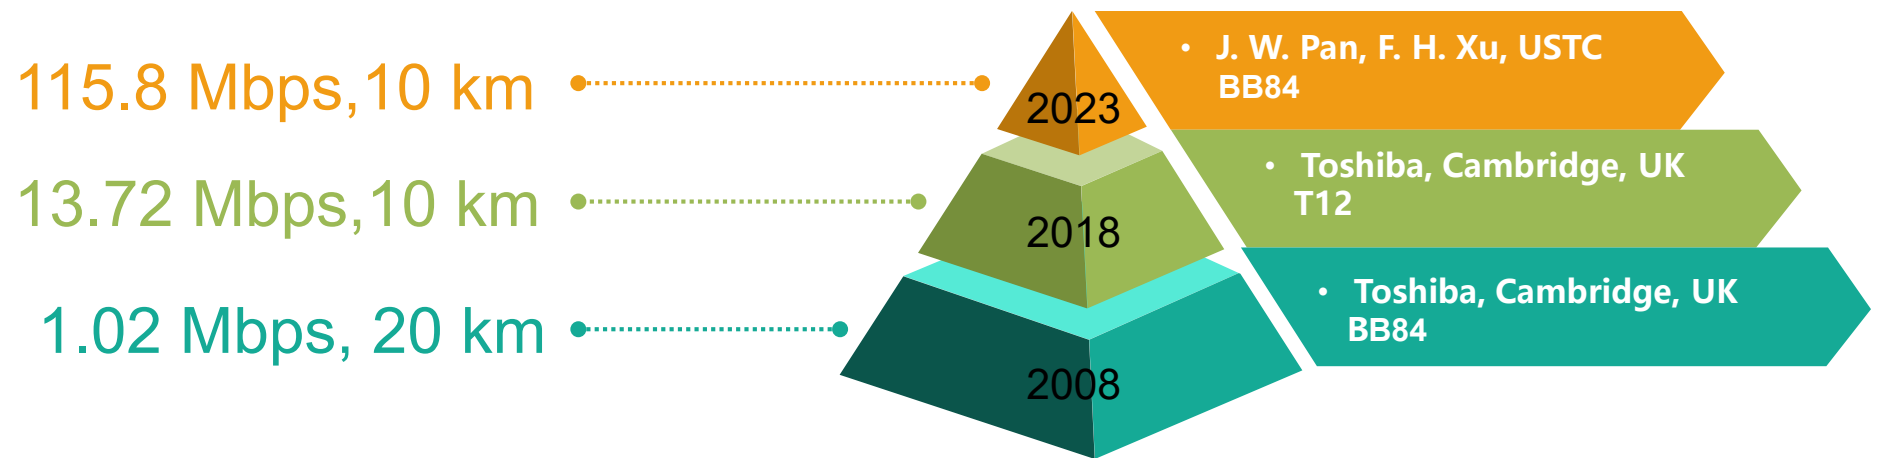 115.8 Mbps,10 km
2023
• J. W. Pan, F. H. Xu, USTC
BB84
13.72 Mbps,10 km
2018
• Toshiba, Cambridge, UK
T12
1.02 Mbps, 20 km
2008
• Toshiba, Cambridge, UK
BB84